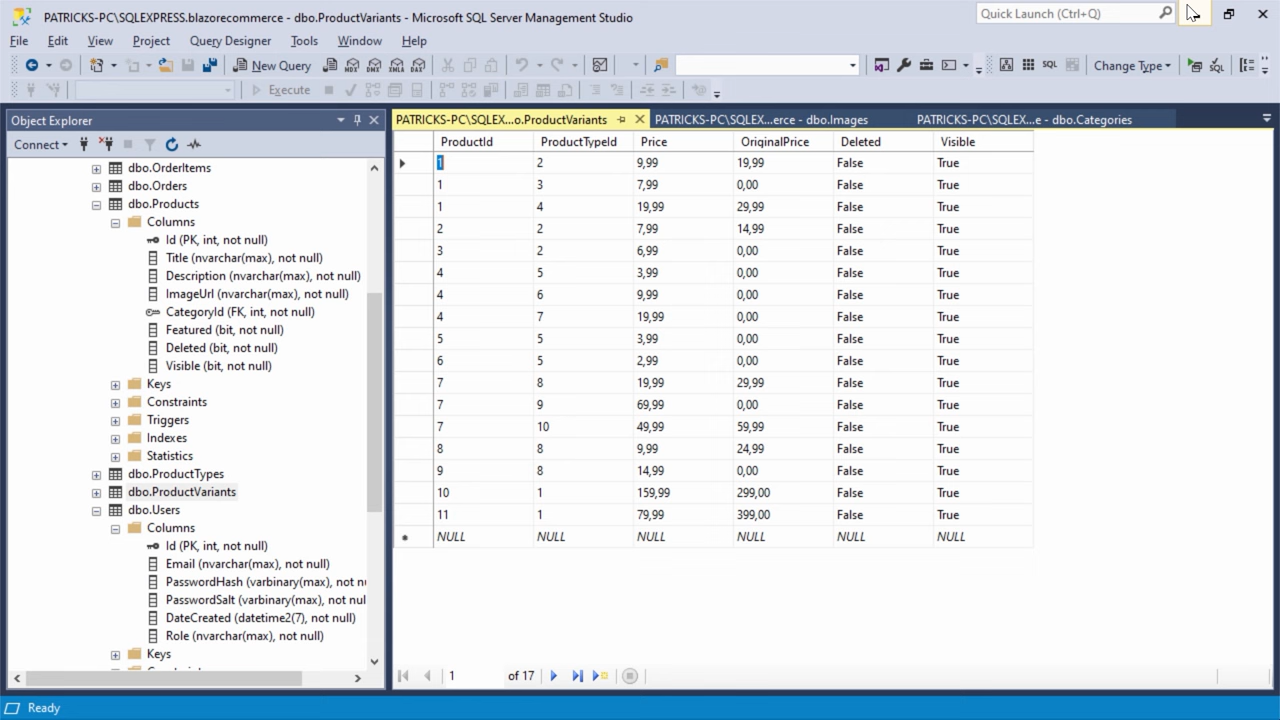 PATRICKS-PC\SQLEXPRESS.blazorecommerce - dbo.ProductVariants - Microsoft SQL Server Management Studio
Quick Launch (Ctrl+Q)
File Edit View Project Query Designer Tools Window Help
New Query MDX DMX XMLA DAX SQL Change Type
Execute
Object Explorer
Connect
dbo.OrderItems
dbo.Orders
dbo.Products
Columns
Id (PK, int, not null)
Title (nvarchar(max), not null)
Description (nvarchar(max), not null)
ImageUrl (nvarchar(max), not null)
CategoryId (FK, int, not null)
Featured (bit, not null)
Deleted (bit, not null)
Visible (bit, not null)
Keys
Constraints
Triggers
Indexes
Statistics
dbo.ProductTypes
dbo.ProductVariants
dbo.Users
Columns
Id (PK, int, not null)
Email (nvarchar(max), not null)
PasswordHash (varbinary(max), not nu
PasswordSalt (varbinary(max), not nul
DateCreated (datetime2(7), not null)
Role (nvarchar(max), not null)
Keys
PATRICKS-PC\SQLEX...o.ProductVariants PATRICKS-PC\SQLEX...erce - dbo.Images PATRICKS-PC\SQLEX...e - dbo.Categories
ProductId ProductTypeId Price OriginalPrice Deleted Visible
1 2 9,99 19,99 False True
1 3 7,99 0,00 False True
1 4 19,99 29,99 False True
2 2 7,99 14,99 False True
3 2 6,99 0,00 False True
4 5 3,99 0,00 False True
4 6 9,99 0,00 False True
4 7 19,99 0,00 False True
5 5 3,99 0,00 False True
6 5 2,99 0,00 False True
7 8 19,99 29,99 False True
7 9 69,99 0,00 False True
7 10 49,99 59,99 False True
8 8 9,99 24,99 False True
9 8 14,99 0,00 False True
10 1 159,99 299,00 False True
11 1 79,99 399,00 False True
NULL NULL NULL NULL NULL NULL
1 of 17
Ready